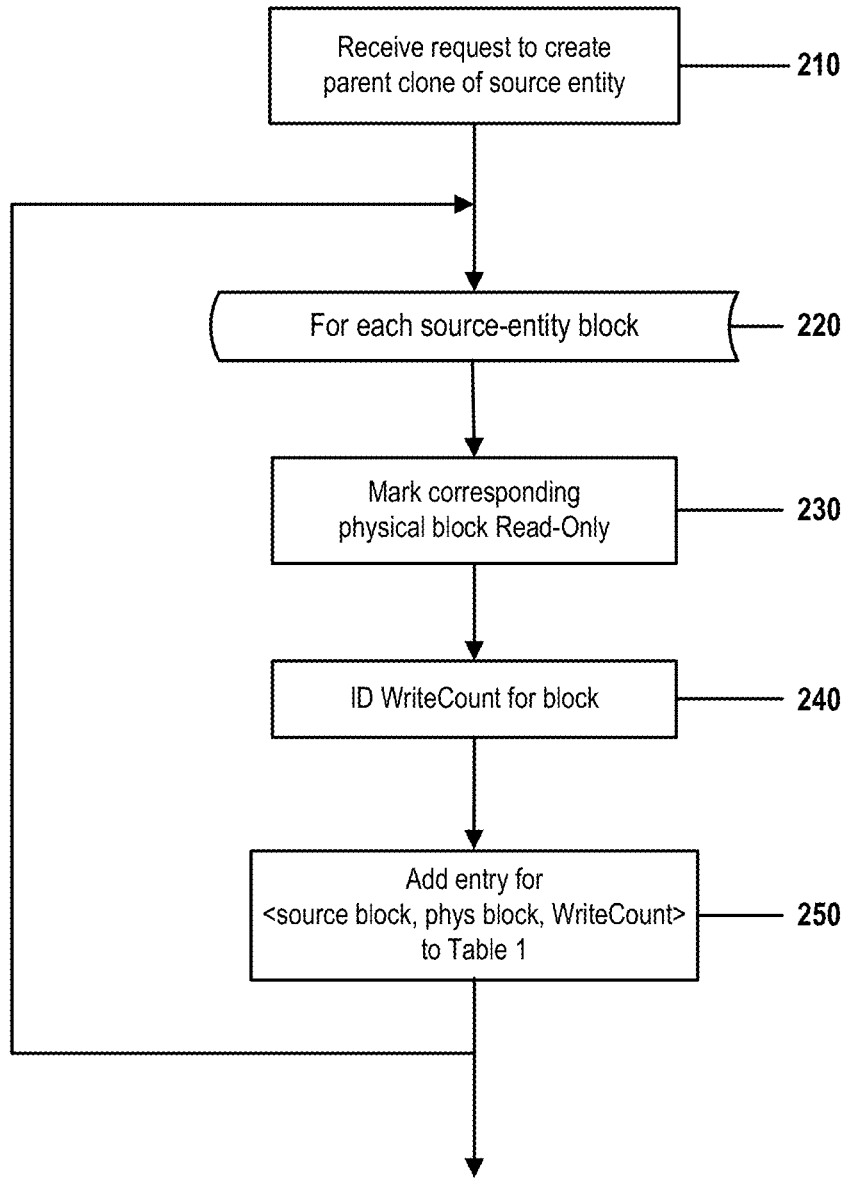 Receive request to create
parent clone of source entity
210
For each source-entity block
220
Mark corresponding
physical block Read-Only
230
ID WriteCount for block
240
Add entry for
<source block, phys block, WriteCount>
to Table 1
250